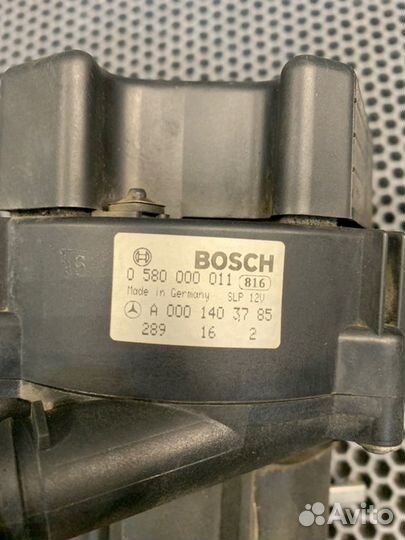 BOSCH
0 580 000 011 816
Made in Germany SLP 12V
A 000 140 37 85
289 16 2
Avito